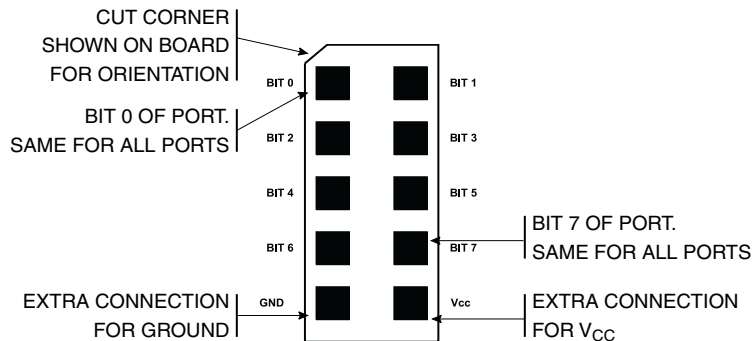 CUT CORNER
SHOWN ON BOARD
FOR ORIENTATION
BIT 0
BIT 1
BIT 0 OF PORT.
SAME FOR ALL PORTS
BIT 2
BIT 3
BIT 4
BIT 5
BIT 6
BIT 7
BIT 7 OF PORT.
SAME FOR ALL PORTS
EXTRA CONNECTION
FOR GROUND
GND
Vcc
EXTRA CONNECTION
FOR VCC